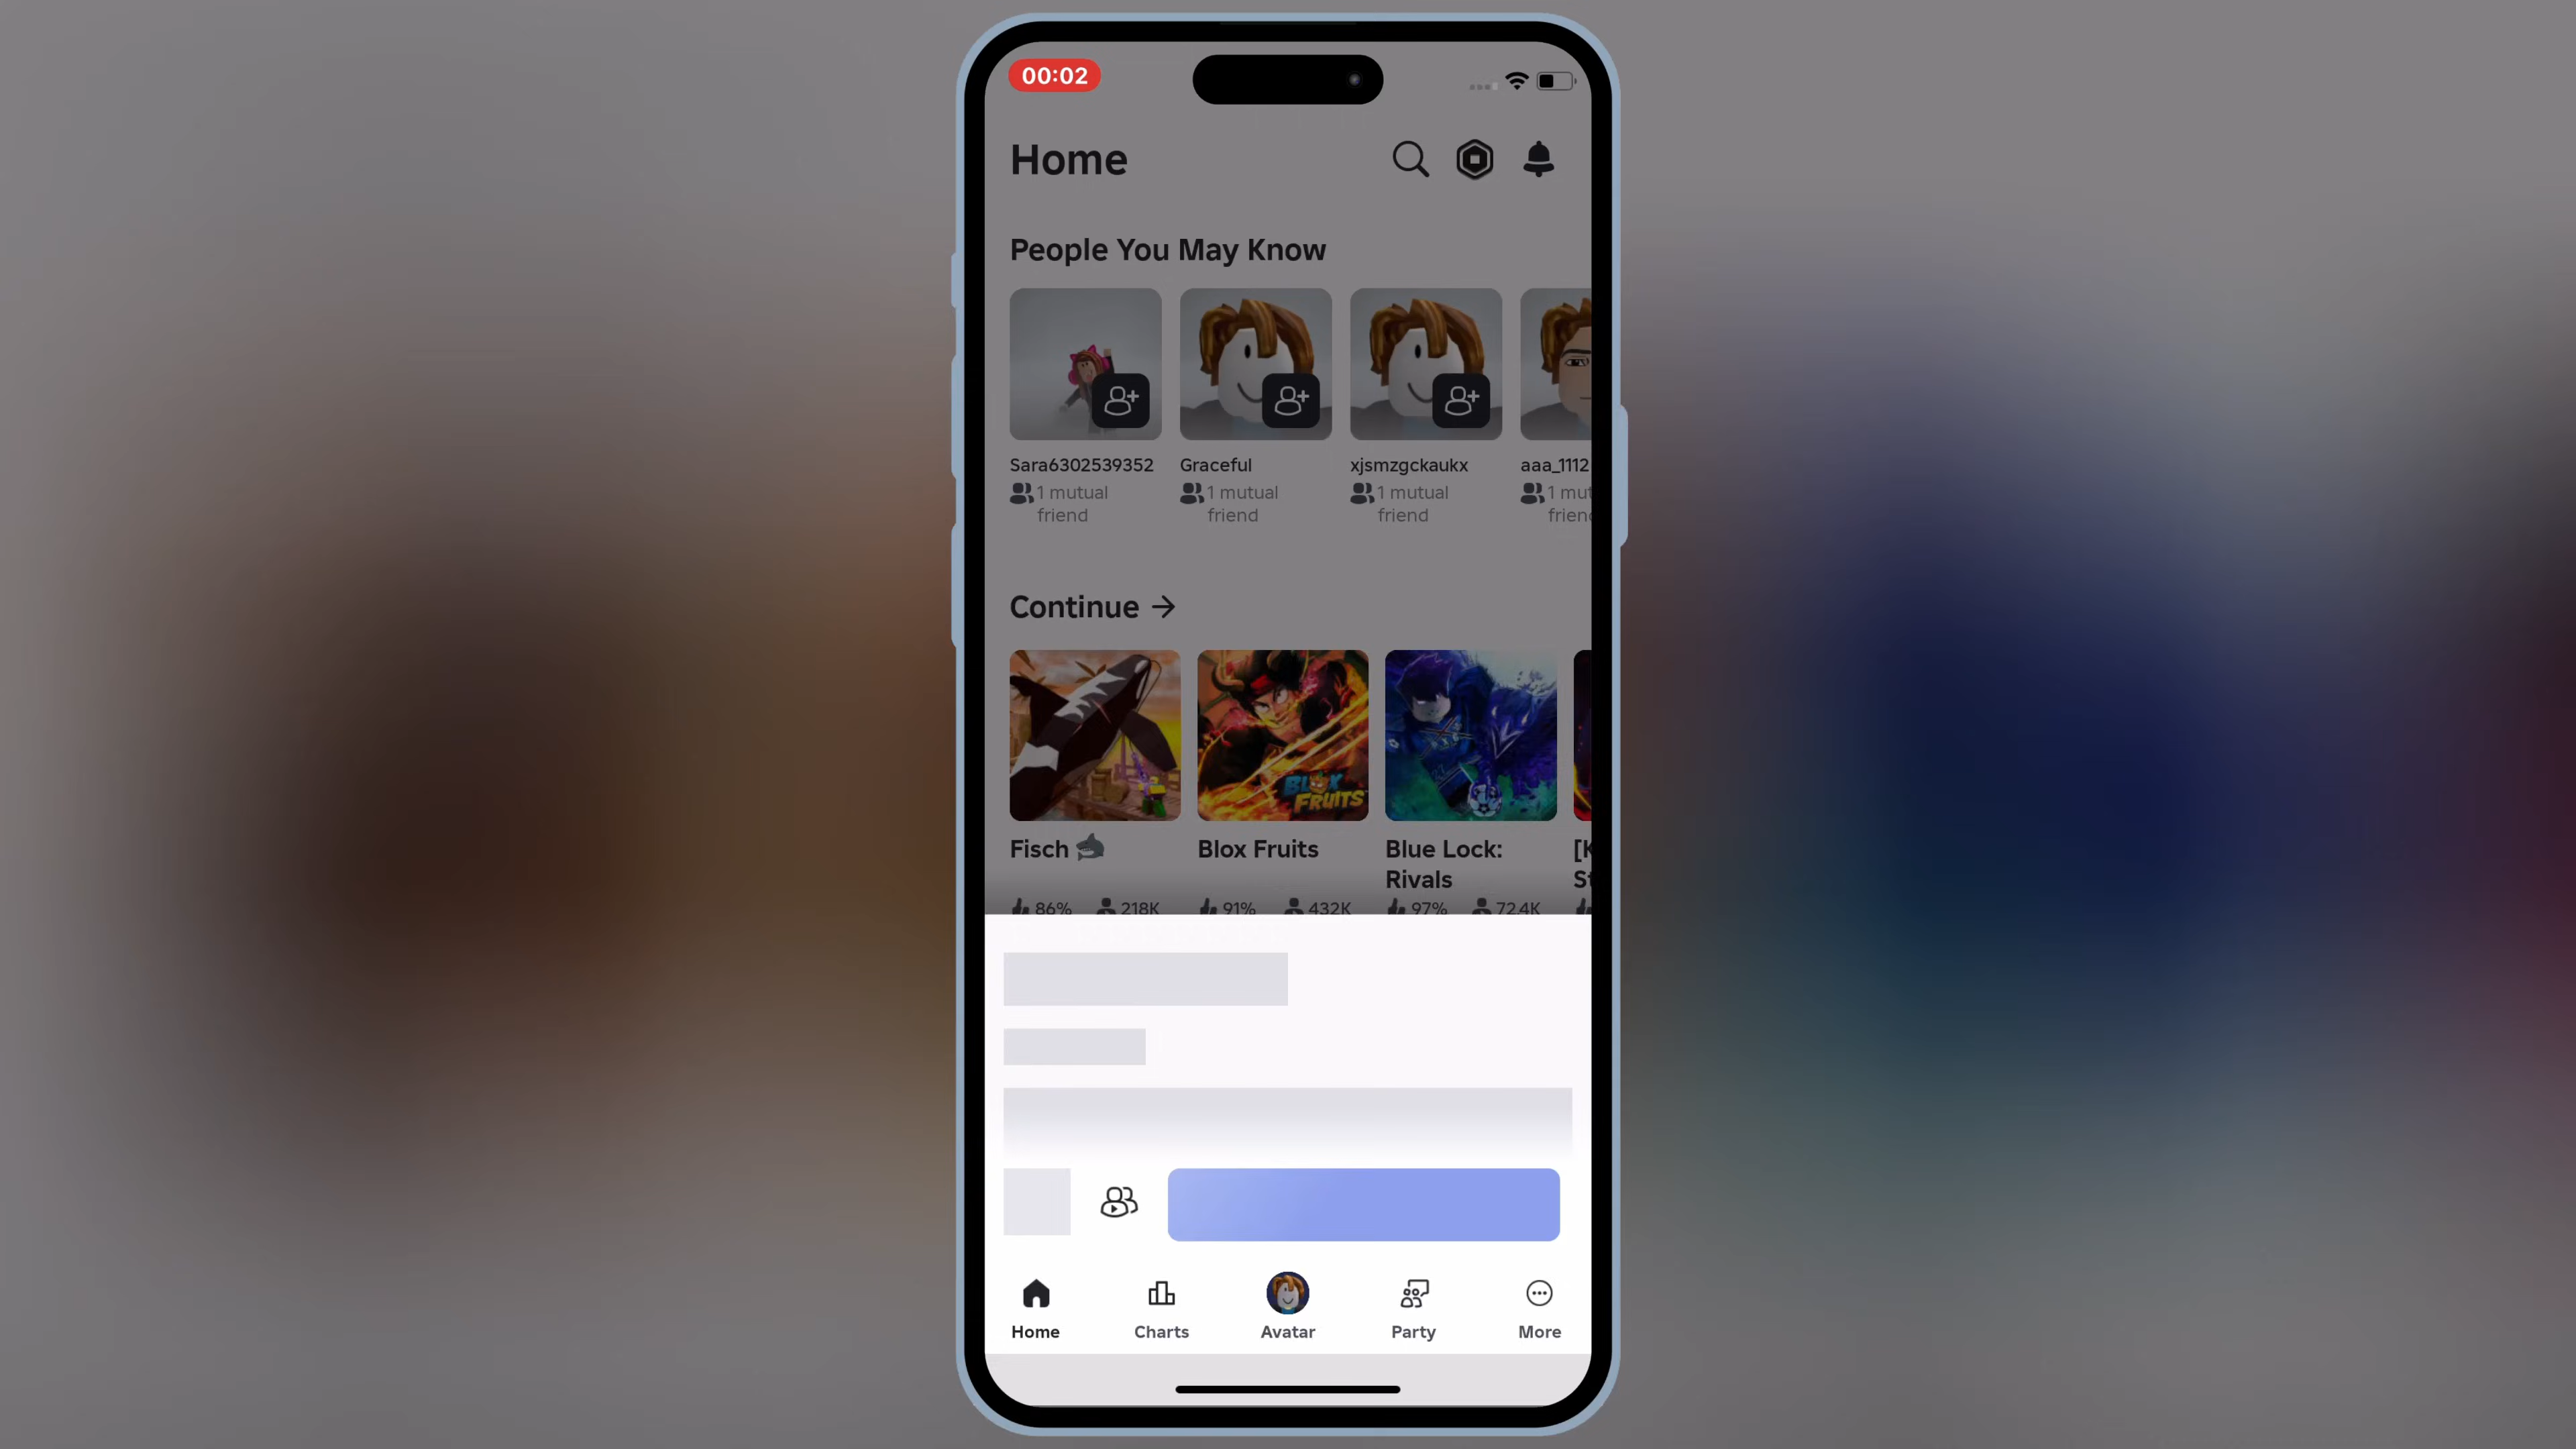 00:02
Home
People You May Know
Sara6302539352 Graceful xjsmzgckaukx aaa_1112
1 mutual friend
1 mutual friend
1 mutual friend
Continue →
BLOX FRUITS
Fisch Blox Fruits Blue Lock: Rivals
86% 218K 91% 432K 97% 72.4K
Home Charts Avatar Party More